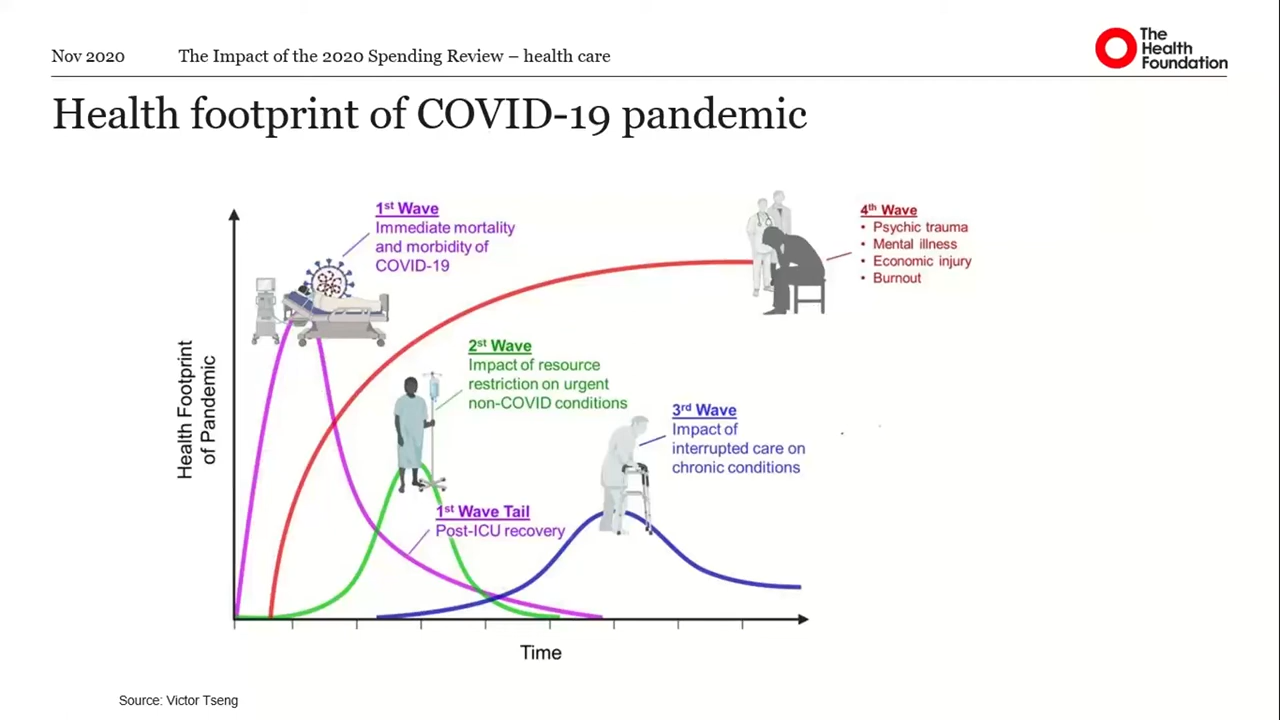 Nov 2020 The Impact of the 2020 Spending Review – health care
The
Health
Foundation
Health footprint of COVID-19 pandemic
1st Wave
Immediate mortality
and morbidity of
COVID-19
4th Wave
• Psychic trauma
• Mental illness
• Economic injury
• Burnout
2st Wave
Impact of resource
restriction on urgent
non-COVID conditions
3rd Wave
Impact of
interrupted care on
chronic conditions
1st Wave Tail
Post-ICU recovery
Health Footprint
of Pandemic
Time
Source: Victor Tseng